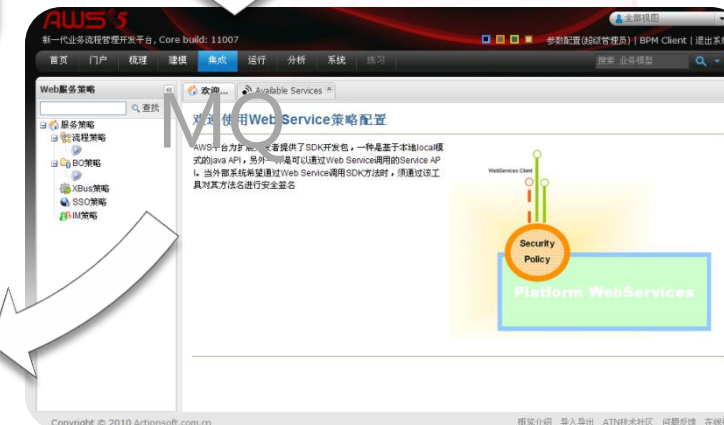 AWS 5
全部视图
新一代业务流程管理开发平台, Core build: 11007
参数配置(超级管理员) | BPM Client | 退出系统
首页 门户 梳理 建模 集成 运行 分析 系统 练习
搜索 业务模型
Web服务策略
欢迎... Available Services
查找
MQ
欢迎使用Web Service策略配置
服务策略
流程策略
BO策略
XBus策略
SSO策略
IM策略
AWS平台为扩展开发者提供了SDK开发包，一种是基于本地local模
式的java API，另外一种是可以通过Web Service调用的Service AP
I。当外部系统希望通过Web Service调用SDK方法时，须通过该工
具对其方法名进行安全签名
WebServices Client
Security
Policy
Platform WebServices
Copyright © 2010 Actionsoft.com.cn
导入导出 问题反馈